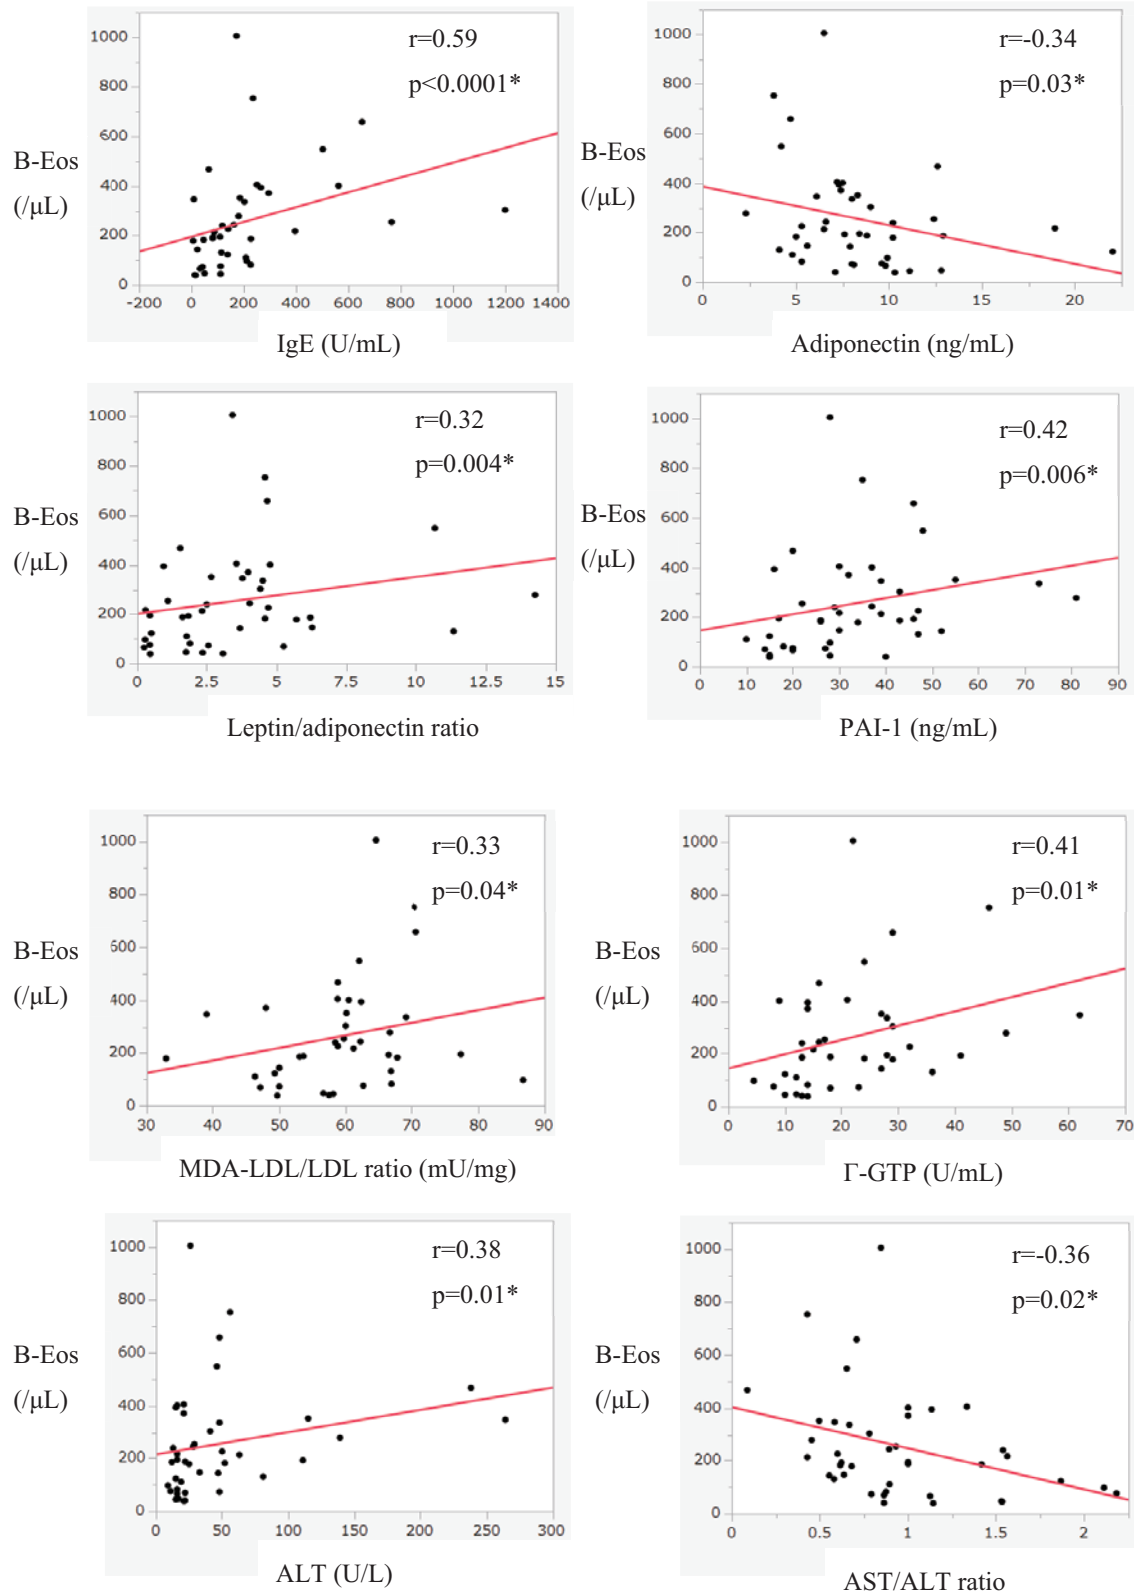 1000
800
600
400
200
0
-200 0 200 400 600 800 1000 1200 1400
B-Eos
(/μL)
r=0.59
p<0.0001*
IgE (U/mL)
1000
800
600
400
200
0
0 5 10 15 20
B-Eos
(/μL)
r=-0.34
p=0.03*
Adiponectin (ng/mL)
1000
800
600
400
200
0
0 2.5 5 7.5 10 12.5 15
B-Eos
(/μL)
r=0.32
p=0.004*
Leptin/adiponectin ratio
1000
800
600
400
200
0
0 10 20 30 40 50 60 70 80 90
B-Eos
(/μL)
r=0.42
p=0.006*
PAI-1 (ng/mL)
1000
800
600
400
200
0
30 40 50 60 70 80 90
B-Eos
(/μL)
r=0.33
p=0.04*
MDA-LDL/LDL ratio (mU/mg)
1000
800
600
400
200
0
0 10 20 30 40 50 60 70
B-Eos
(/μL)
r=0.41
p=0.01*
Γ-GTP (U/mL)
1000
800
600
400
200
0
0 50 100 150 200 250 300
B-Eos
(/μL)
r=0.38
p=0.01*
ALT (U/L)
1000
800
600
400
200
0
0 0.5 1 1.5 2
B-Eos
(/μL)
r=-0.36
p=0.02*
AST/ALT ratio